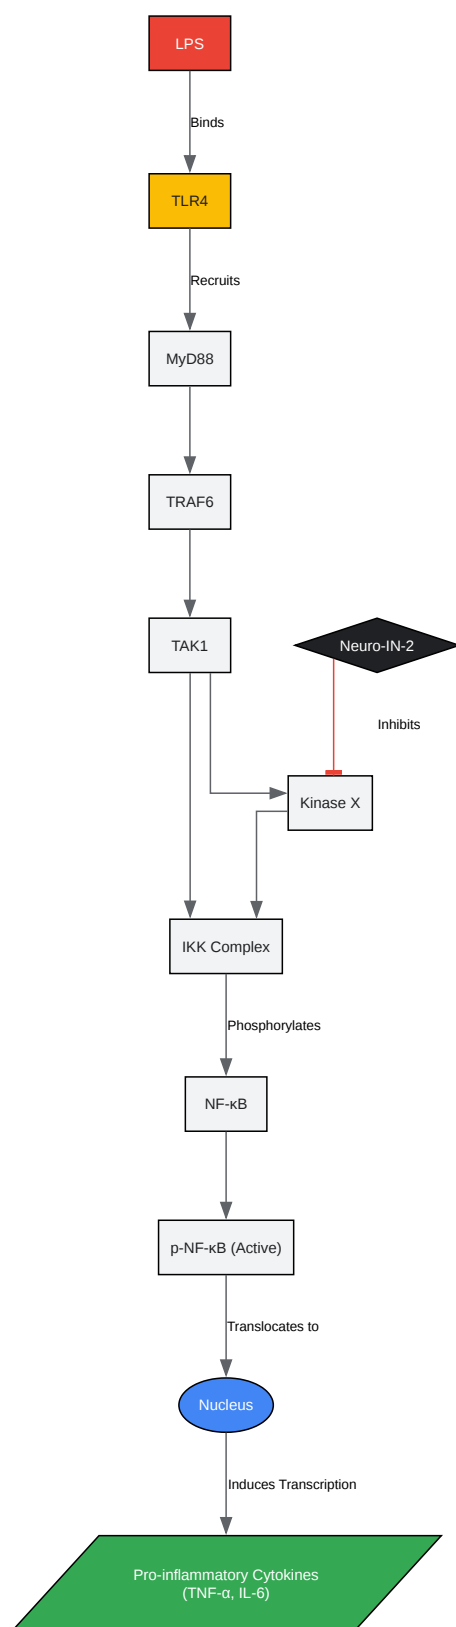 LPS
Binds
TLR4
Recruits
MyD88
TRAF6
TAK1
Neuro-IN-2
Inhibits
Kinase X
IKK Complex
Phosphorylates
NF-κB
p-NF-κB (Active)
Translocates to
Nucleus
Induces Transcription
Pro-inflammatory Cytokines
(TNF-α, IL-6)